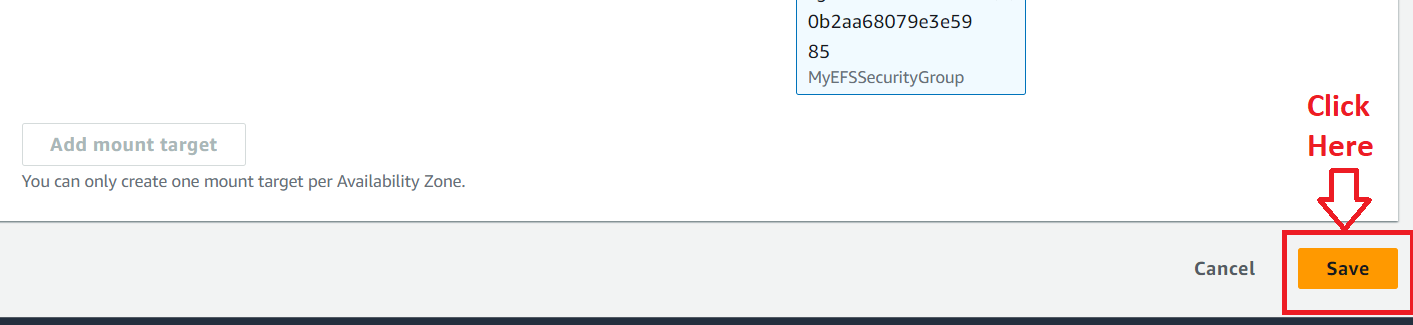 0b2aa68079e3e59
85
MyEFSSecurityGroup
Click
Here
Add mount target
You can only create one mount target per Availability Zone.
Cancel
Save